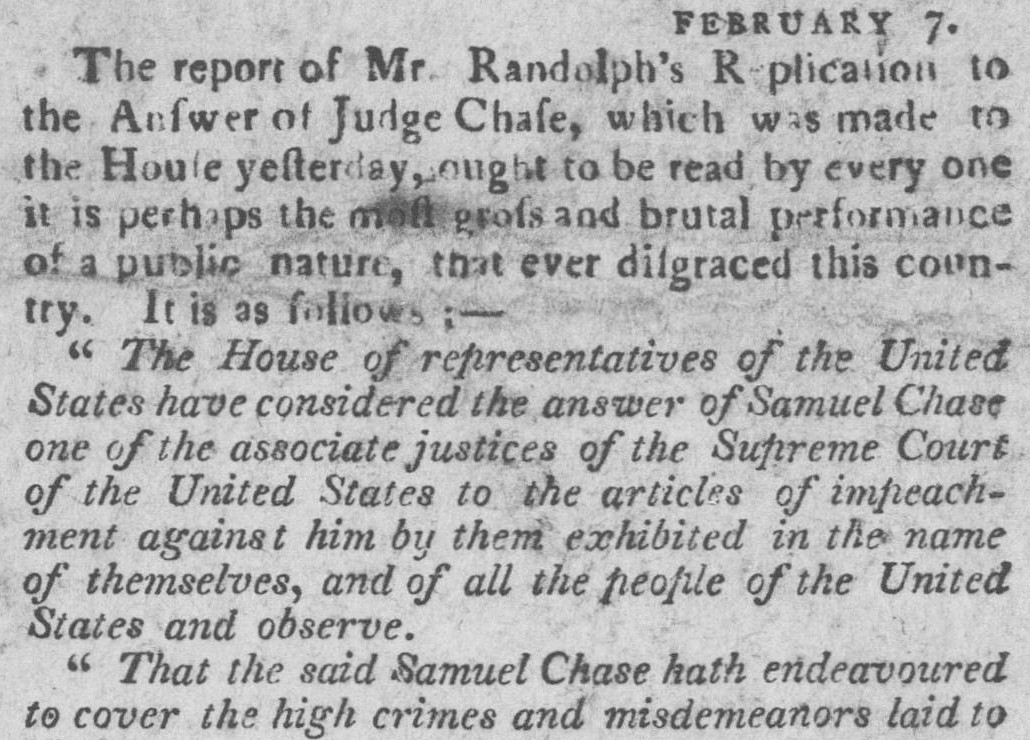 FEBRUARY 7.
The report of Mr. Randolph's Replication to
the Anſwer of Judge Chaſe, which was made to
the Houſe yeſterday, ought to be read by every one
it is perhaps the moſt groſs and brutal performance
of a public nature, that ever diſgraced this coun-
try. It is as follows ;—
“ The House of representatives of the United
States have considered the answer of Samuel Chase
one of the associate justices of the Supreme Court
of the United States to the articles of impeach-
ment against him by them exhibited in the name
of themselves, and of all the people of the United
States and observe.
“ That the said Samuel Chase hath endeavoured
to cover the high crimes and misdemeanors laid to